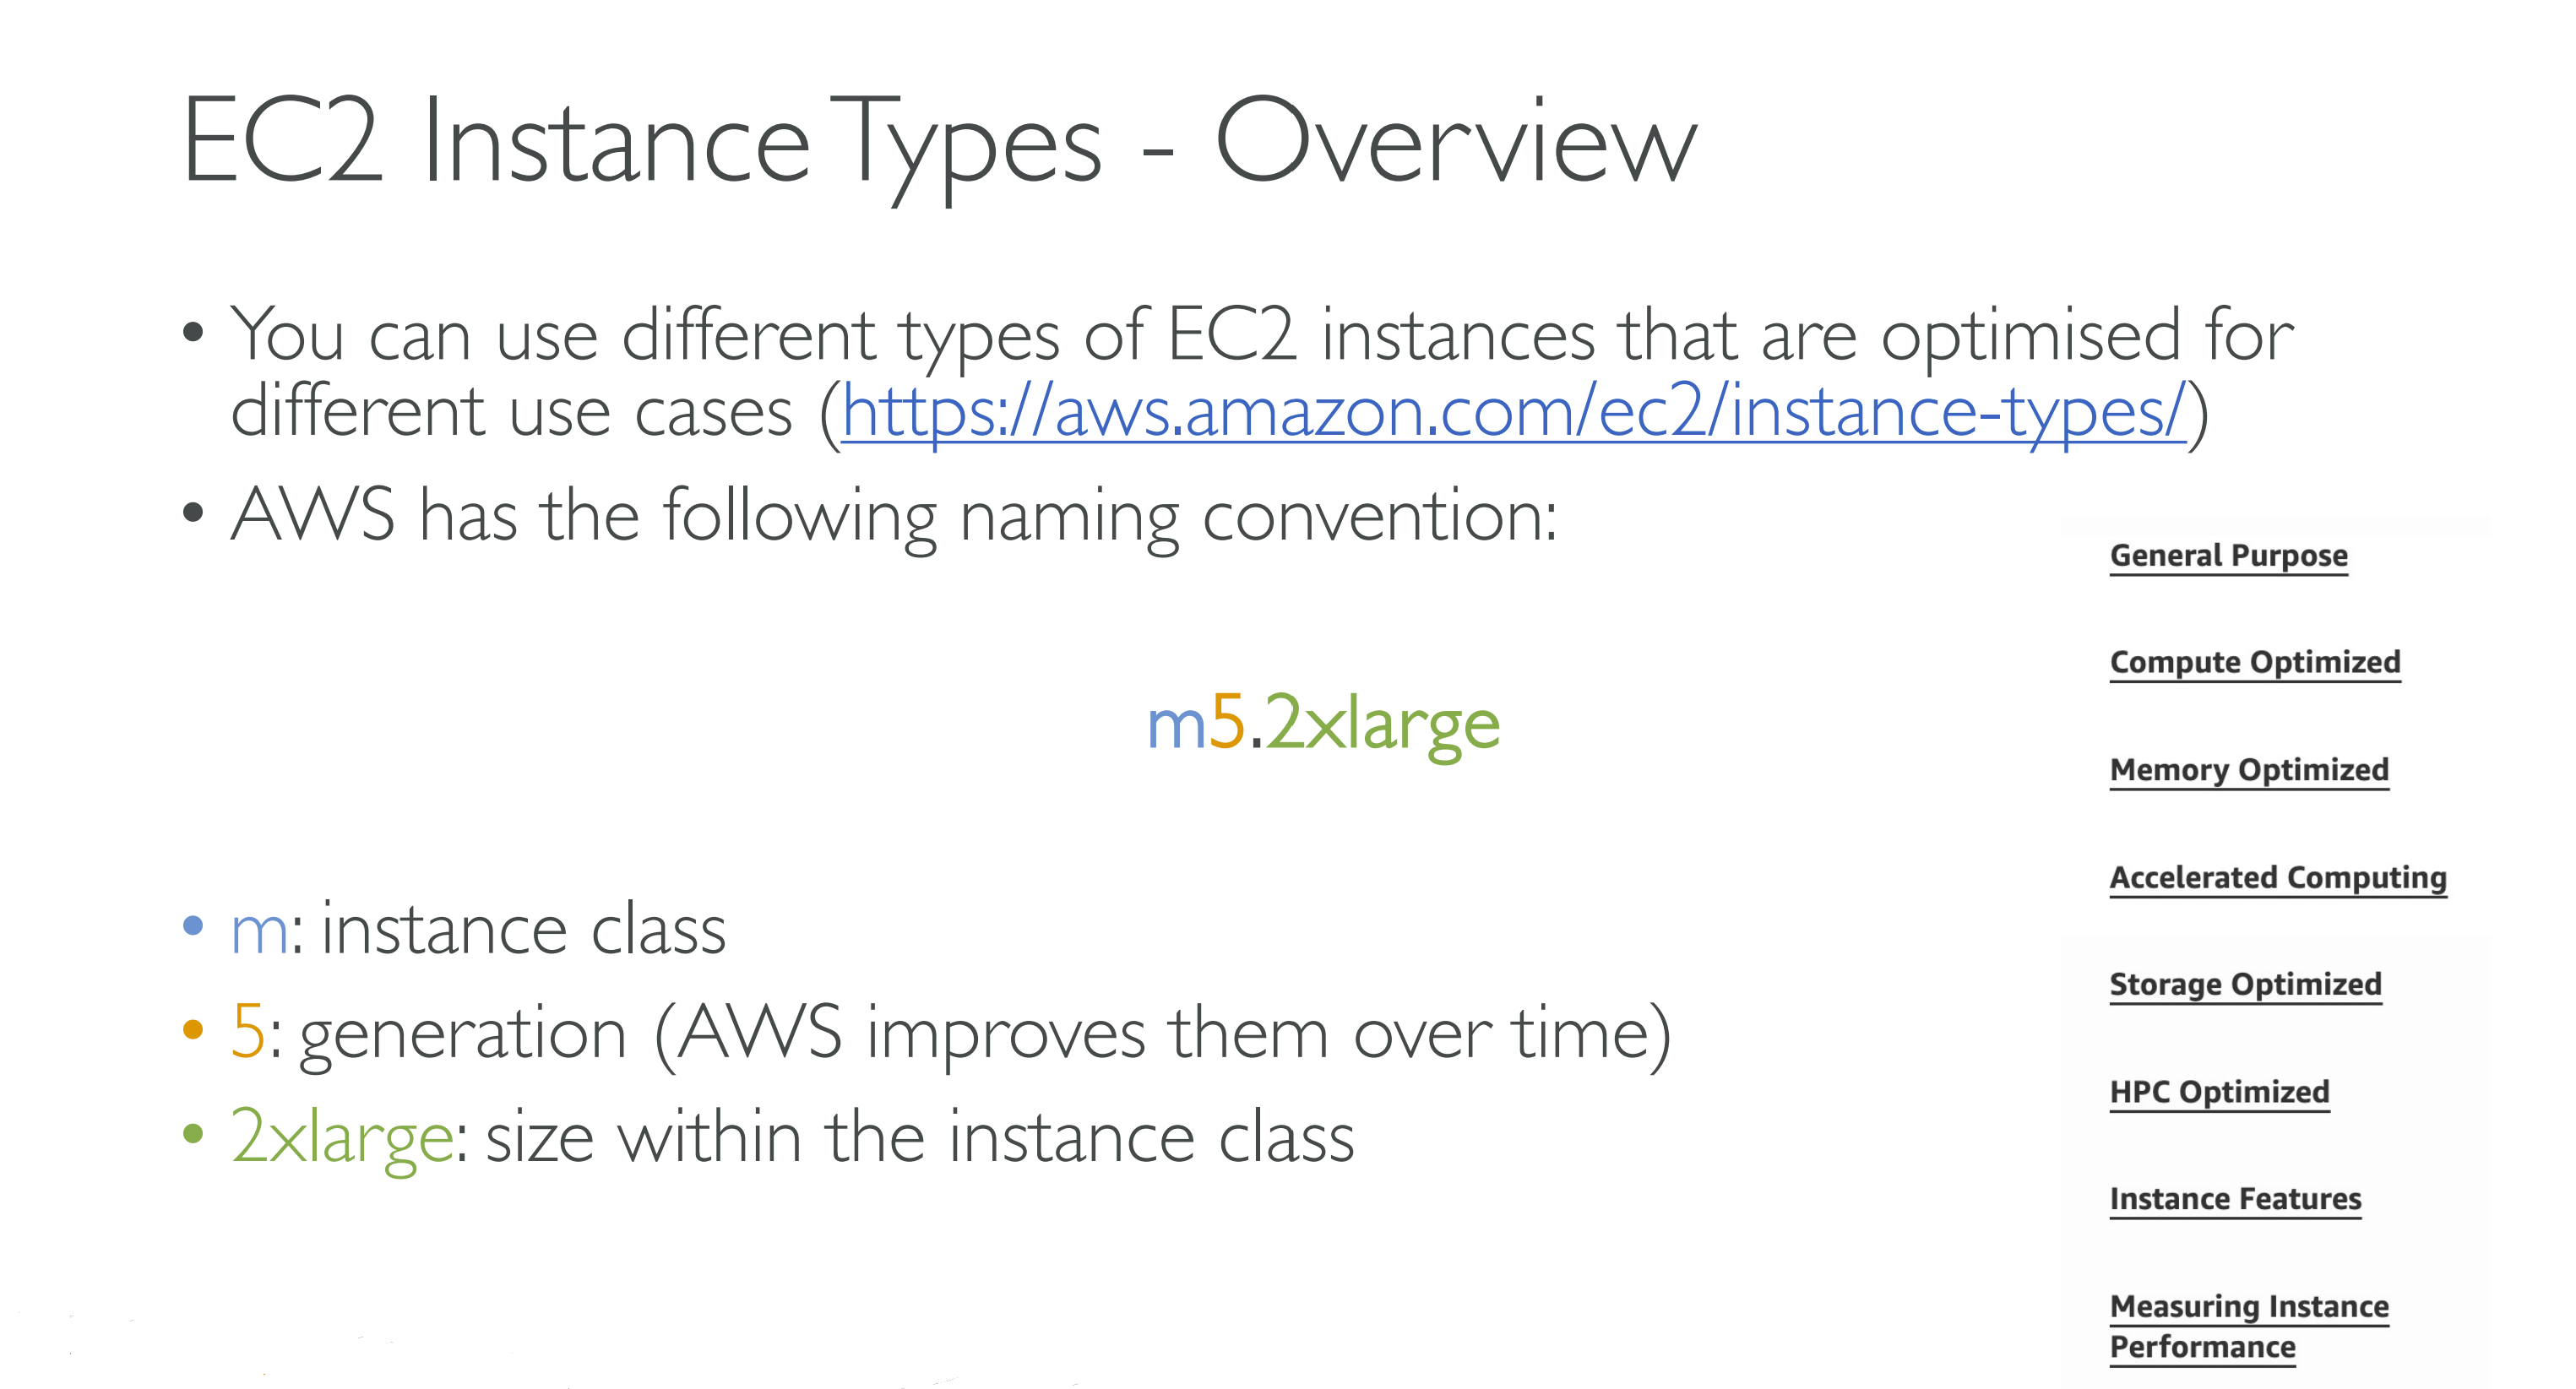 EC2 Instance Types - Overview
• You can use different types of EC2 instances that are optimised for
different use cases (https://aws.amazon.com/ec2/instance-types/)
• AWS has the following naming convention:
m5.2xlarge
• m: instance class
• 5: generation (AWS improves them over time)
• 2xlarge: size within the instance class
General Purpose
Compute Optimized
Memory Optimized
Accelerated Computing
Storage Optimized
HPC Optimized
Instance Features
Measuring Instance
Performance